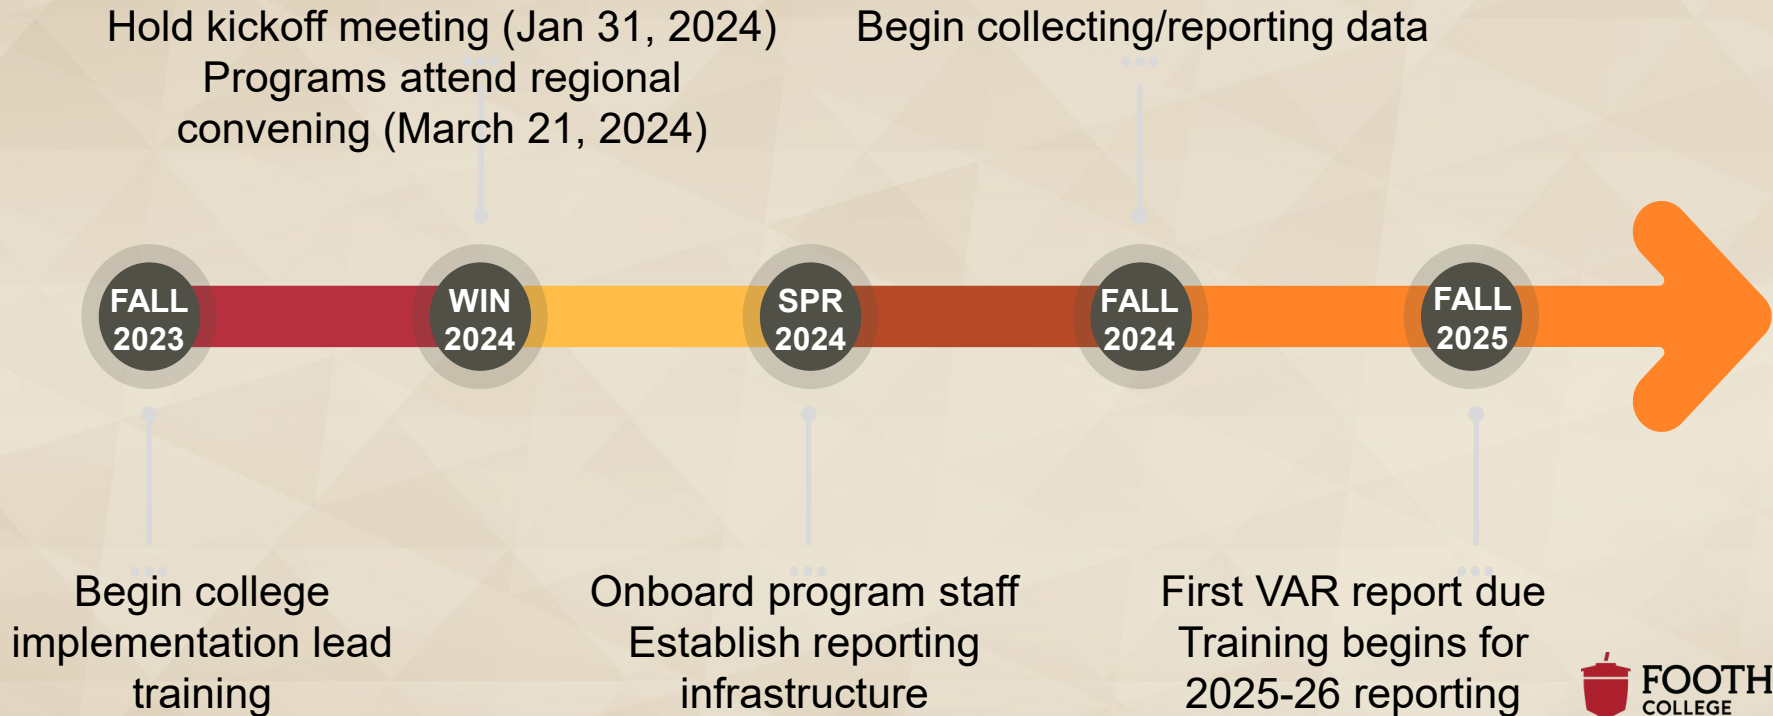 Hold kickoff meeting (Jan 31, 2024)
Programs attend regional
convening (March 21, 2024)
Begin collecting/reporting data
FALL
2023
WIN
2024
SPR
2024
FALL
2024
FALL
2025
Begin college
implementation lead
training
Onboard program staff
Establish reporting
infrastructure
First VAR report due
Training begins for
2025-26 reporting
FOOTH
COLLEGE